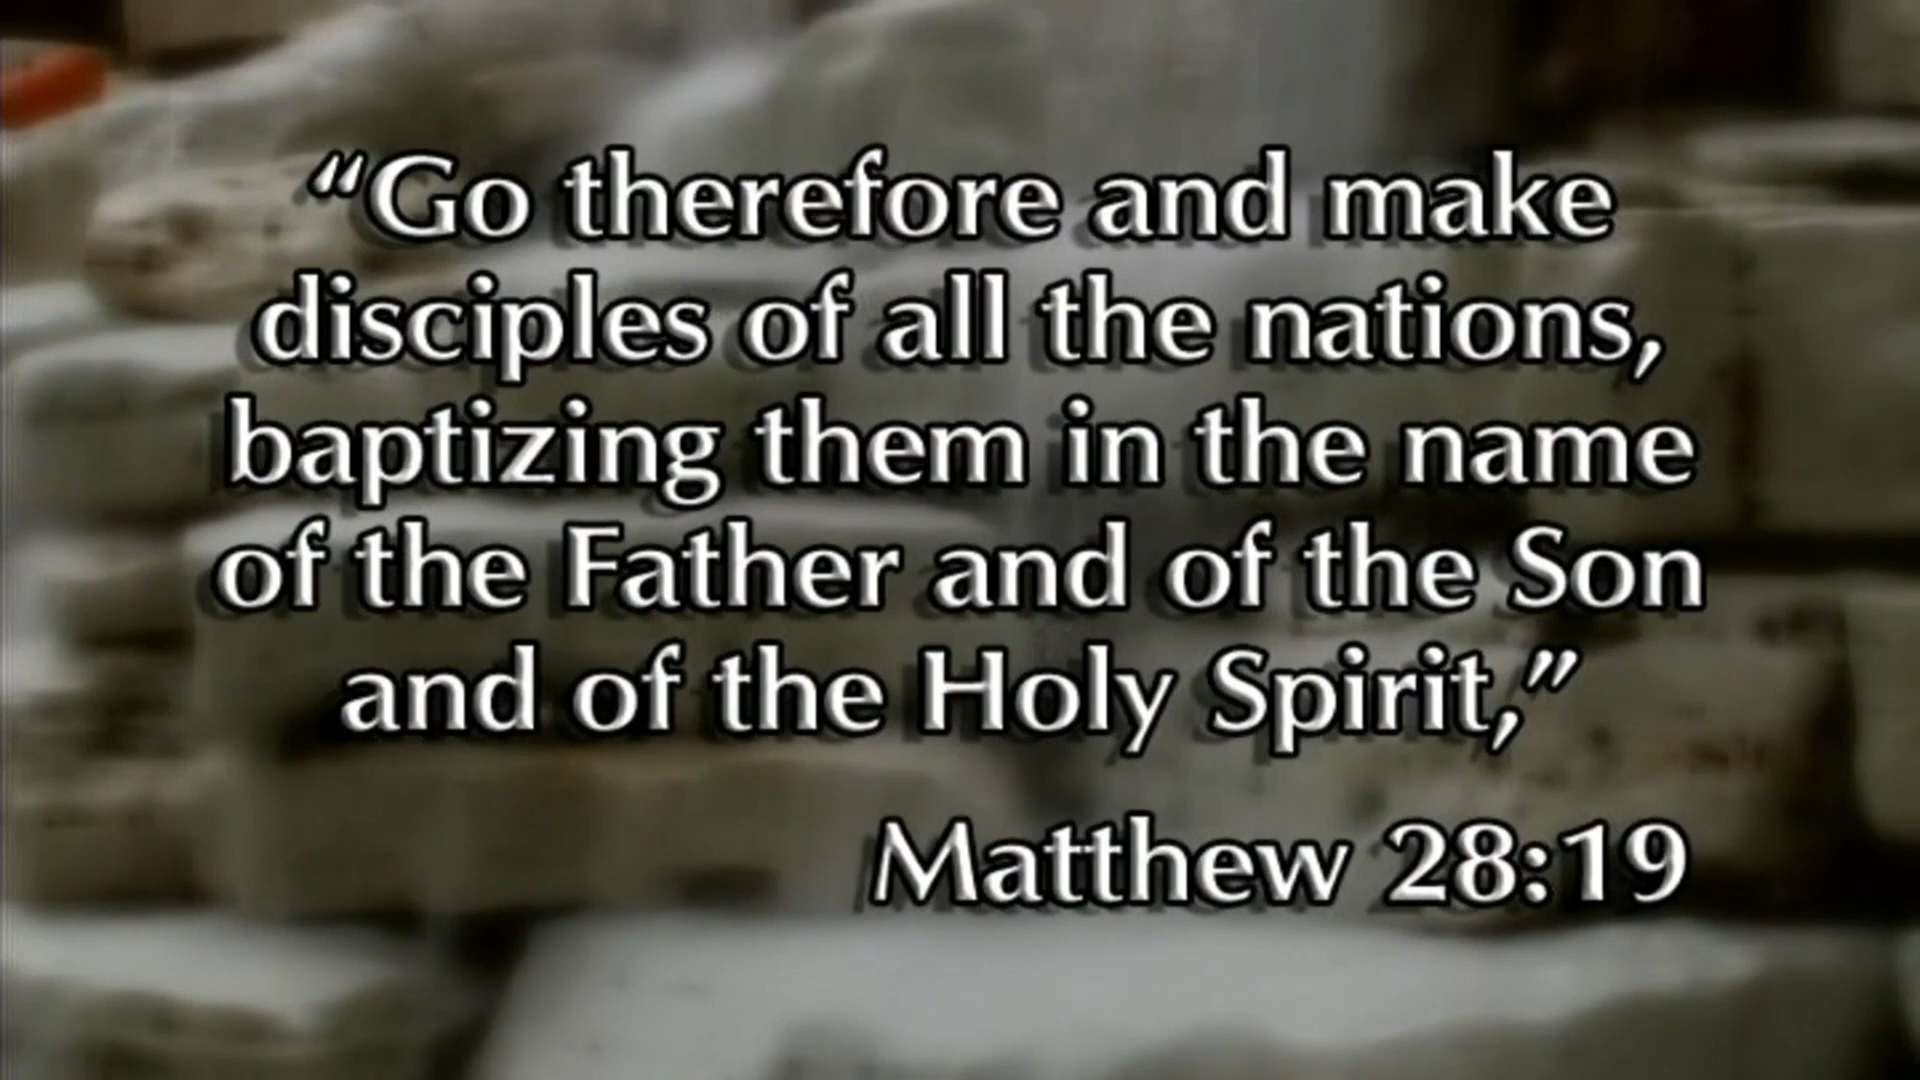 “Go therefore and make
disciples of all the nations,
baptizing them in the name
of the Father and of the Son
and of the Holy Spirit,”
Matthew 28:19